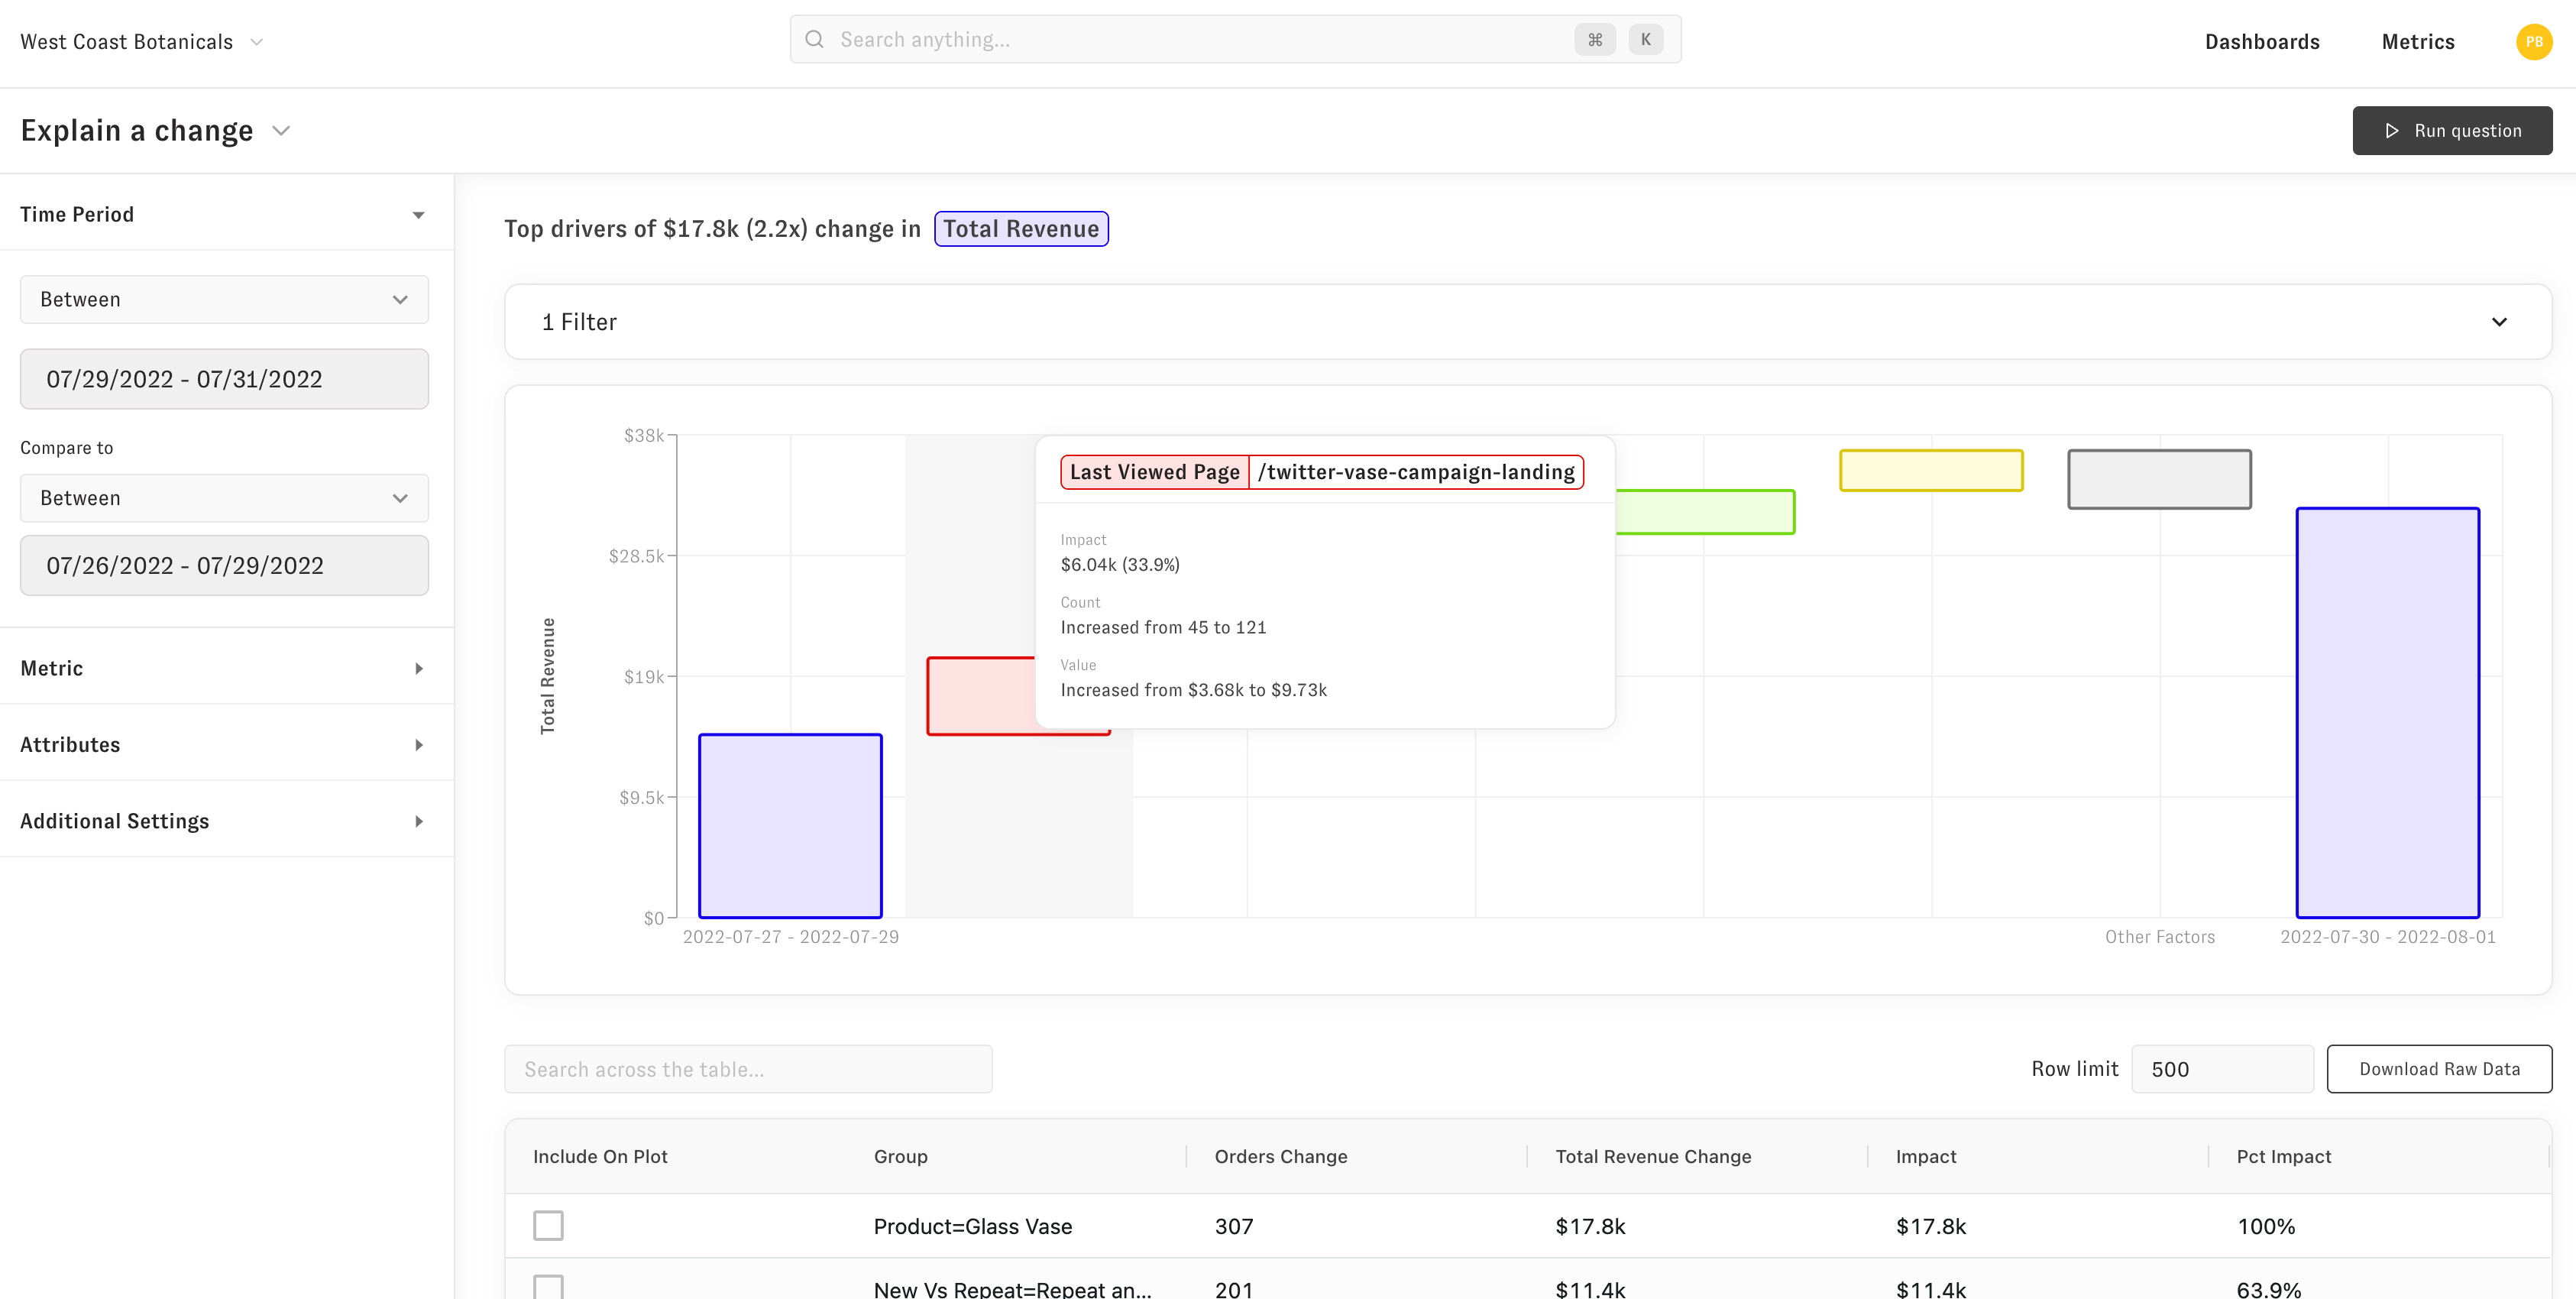 West Coast Botanicals
Search anything...
⌘ K
Dashboards
Metrics
PB
Explain a change
Run question
Time Period
Between
07/29/2022 - 07/31/2022
Compare to
Between
07/26/2022 - 07/29/2022
Metric
Attributes
Additional Settings
Top drivers of $17.8k (2.2x) change in Total Revenue
1 Filter
Total Revenue
$38k
$28.5k
$19k
$9.5k
$0
Last Viewed Page /twitter-vase-campaign-landing
Impact
$6.04k (33.9%)
Count
Increased from 45 to 121
Value
Increased from $3.68k to $9.73k
2022-07-27 - 2022-07-29
Other Factors
2022-07-30 - 2022-08-01
Search across the table...
Row limit
500
Download Raw Data
Include On Plot Group Orders Change Total Revenue Change Impact Pct Impact
Product=Glass Vase 307 $17.8k $17.8k 100%
New Vs Repeat=Repeat an... 201 $11.4k $11.4k 63.9%